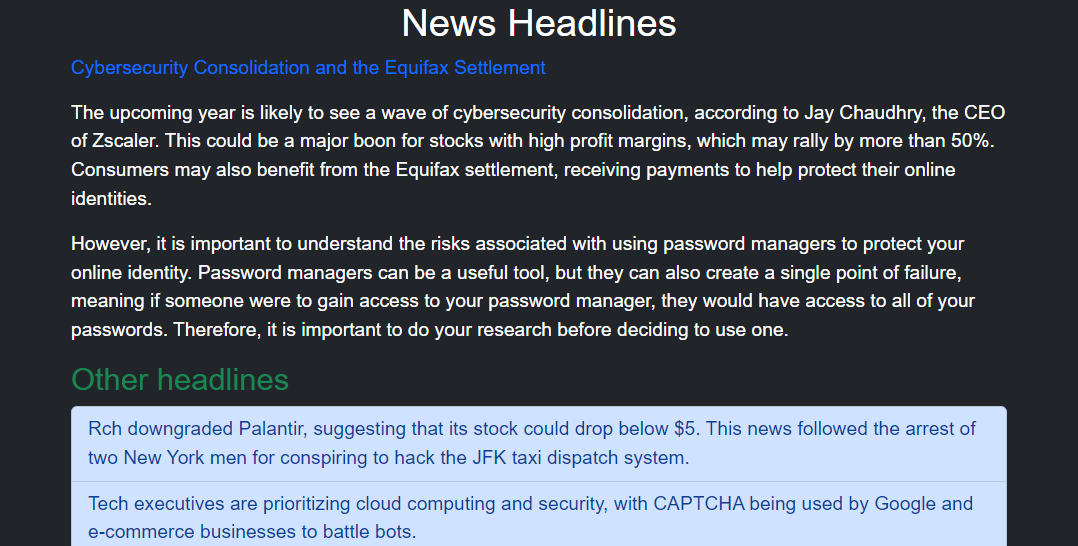 News Headlines
Cybersecurity Consolidation and the Equifax Settlement
The upcoming year is likely to see a wave of cybersecurity consolidation, according to Jay Chaudhry, the CEO
of Zscaler. This could be a major boon for stocks with high profit margins, which may rally by more than 50%.
Consumers may also benefit from the Equifax settlement, receiving payments to help protect their online
identities.
However, it is important to understand the risks associated with using password managers to protect your
online identity. Password managers can be a useful tool, but they can also create a single point of failure,
meaning if someone were to gain access to your password manager, they would have access to all of your
passwords. Therefore, it is important to do your research before deciding to use one.
Other headlines
Rch downgraded Palantir, suggesting that its stock could drop below $5. This news followed the arrest of
two New York men for conspiring to hack the JFK taxi dispatch system.
Tech executives are prioritizing cloud computing and security, with CAPTCHA being used by Google and
e-commerce businesses to battle bots.